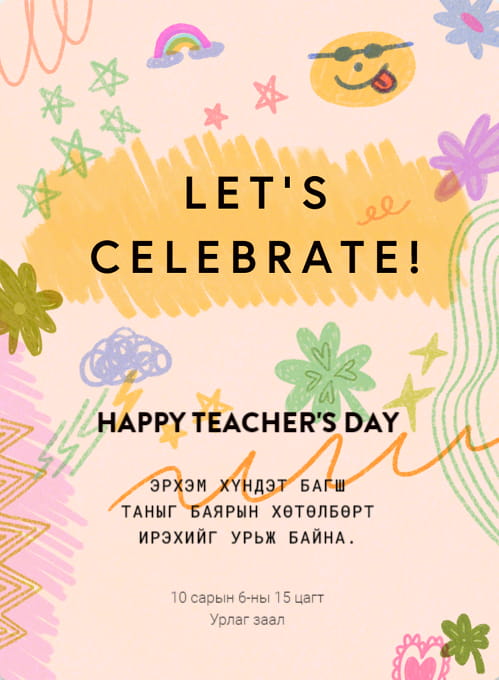 LET'S
CELEBRATE!
HAPPY TEACHER'S DAY
ЭРХЭМ ХҮНДЭТ БАГШ
ТАНЫГ БАЯРЫН ХӨТӨЛБӨРТ
ИРЭХИЙГ УРЬЖ БАЙНА.
10 сарын 6-ны 15 цагт
Урлаг заал